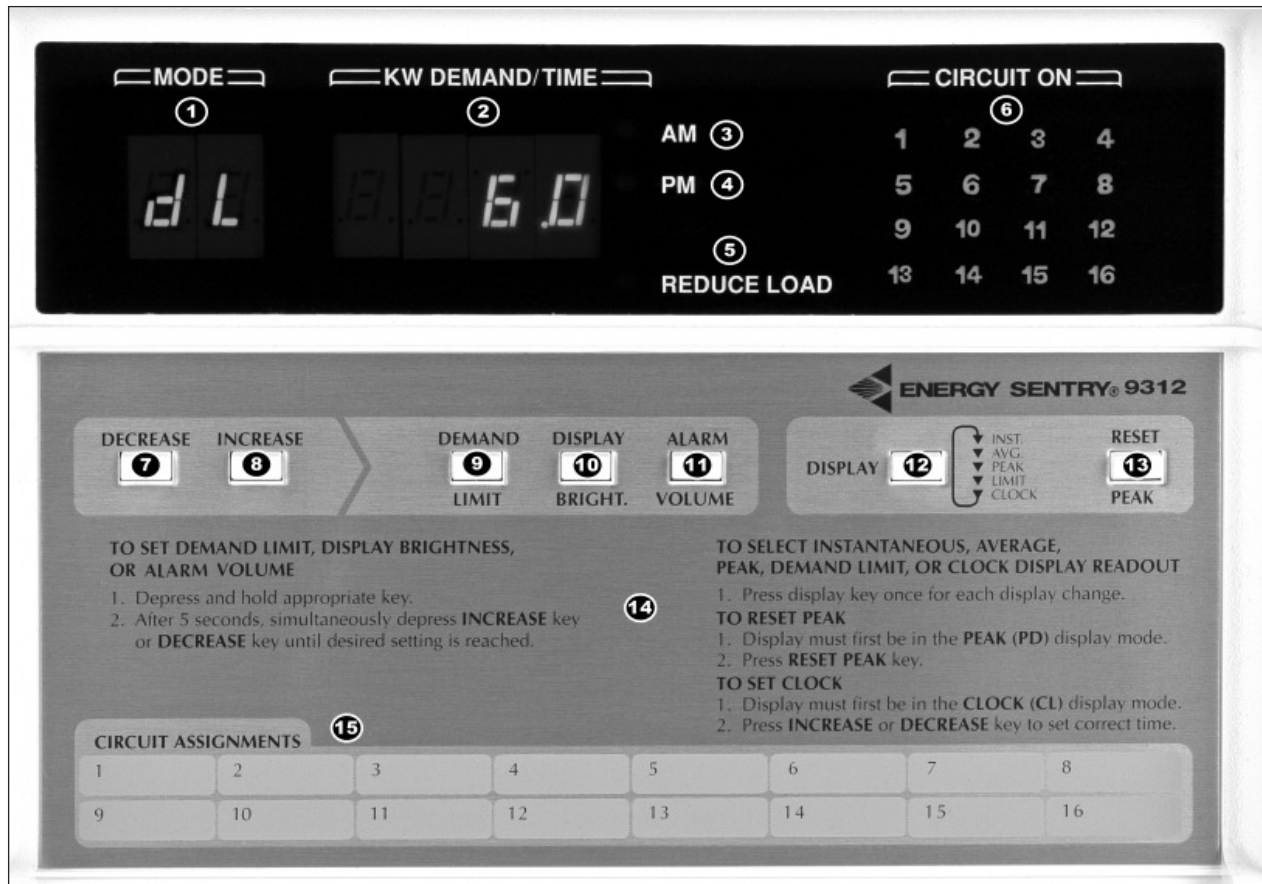 MODE
KW DEMAND/TIME
CIRCUIT ON
1
2
6
dL
6.0
AM 3
PM 4
5
REDUCE LOAD
1 2 3 4
5 6 7 8
9 10 11 12
13 14 15 16
ENERGY SENTRY® 9312
DECREASE
7
INCREASE
8
DEMAND
9
LIMIT
DISPLAY
10
BRIGHT.
ALARM
11
VOLUME
DISPLAY
12
INST.
AVG.
PEAK
LIMIT
CLOCK
RESET
13
PEAK
TO SET DEMAND LIMIT, DISPLAY BRIGHTNESS,
OR ALARM VOLUME
1. Depress and hold appropriate key.
2. After 5 seconds, simultaneously depress INCREASE key
or DECREASE key until desired setting is reached.
14
TO SELECT INSTANTANEOUS, AVERAGE,
PEAK, DEMAND LIMIT, OR CLOCK DISPLAY READOUT
1. Press display key once for each display change.
TO RESET PEAK
1. Display must first be in the PEAK (PD) display mode.
2. Press RESET PEAK key.
TO SET CLOCK
1. Display must first be in the CLOCK (CL) display mode.
2. Press INCREASE or DECREASE key to set correct time.
CIRCUIT ASSIGNMENTS
15
1 2 3 4 5 6 7 8
9 10 11 12 13 14 15 16